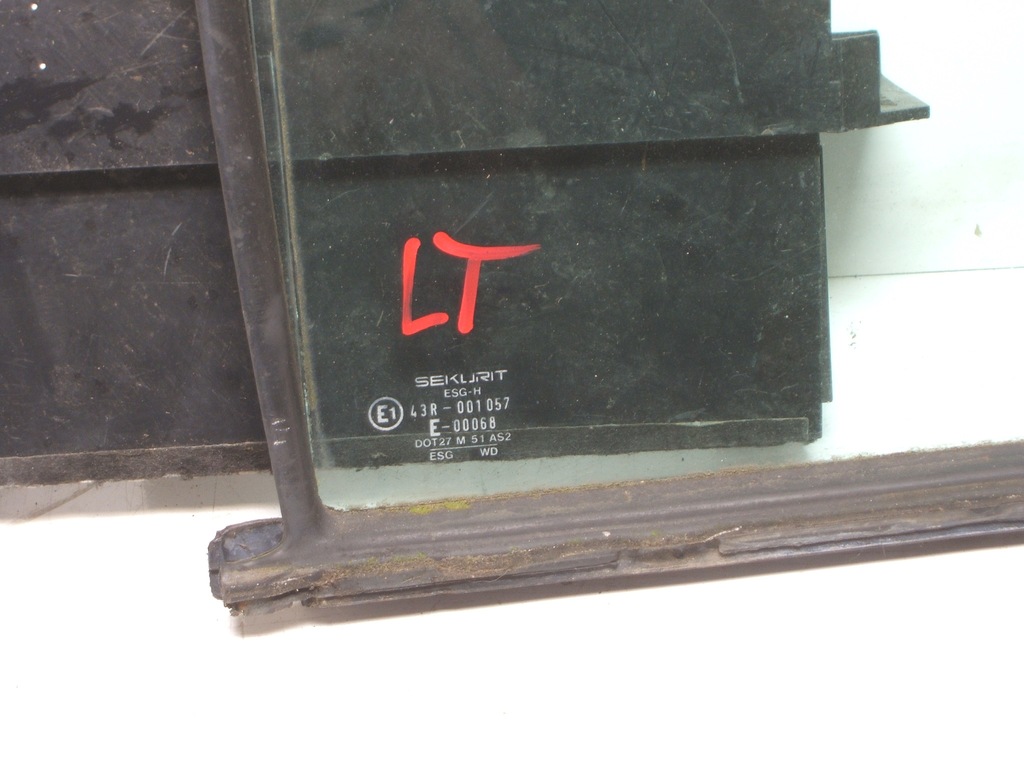 LT
SEKURIT
ESG-H
E1 43R-001057
E-00068
DOT27 M 51 AS2
ESG WD